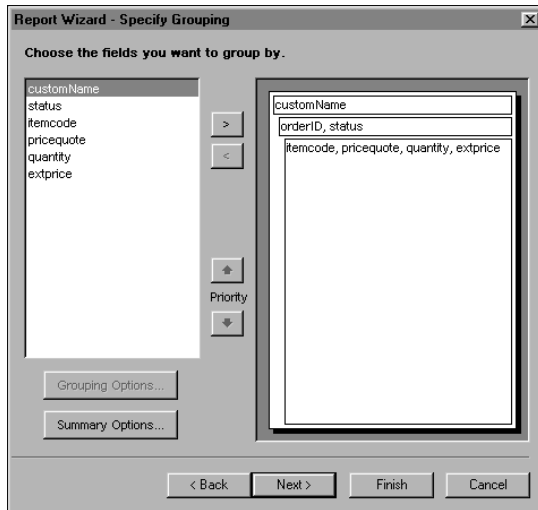 Report Wizard - Specify Grouping
Choose the fields you want to group by.
customName
status
itemcode
pricequote
quantity
extprice
>
<
Priority
Grouping Options...
Summary Options...
customName
orderID, status
itemcode, pricequote, quantity, extprice
< Back
Next >
Finish
Cancel